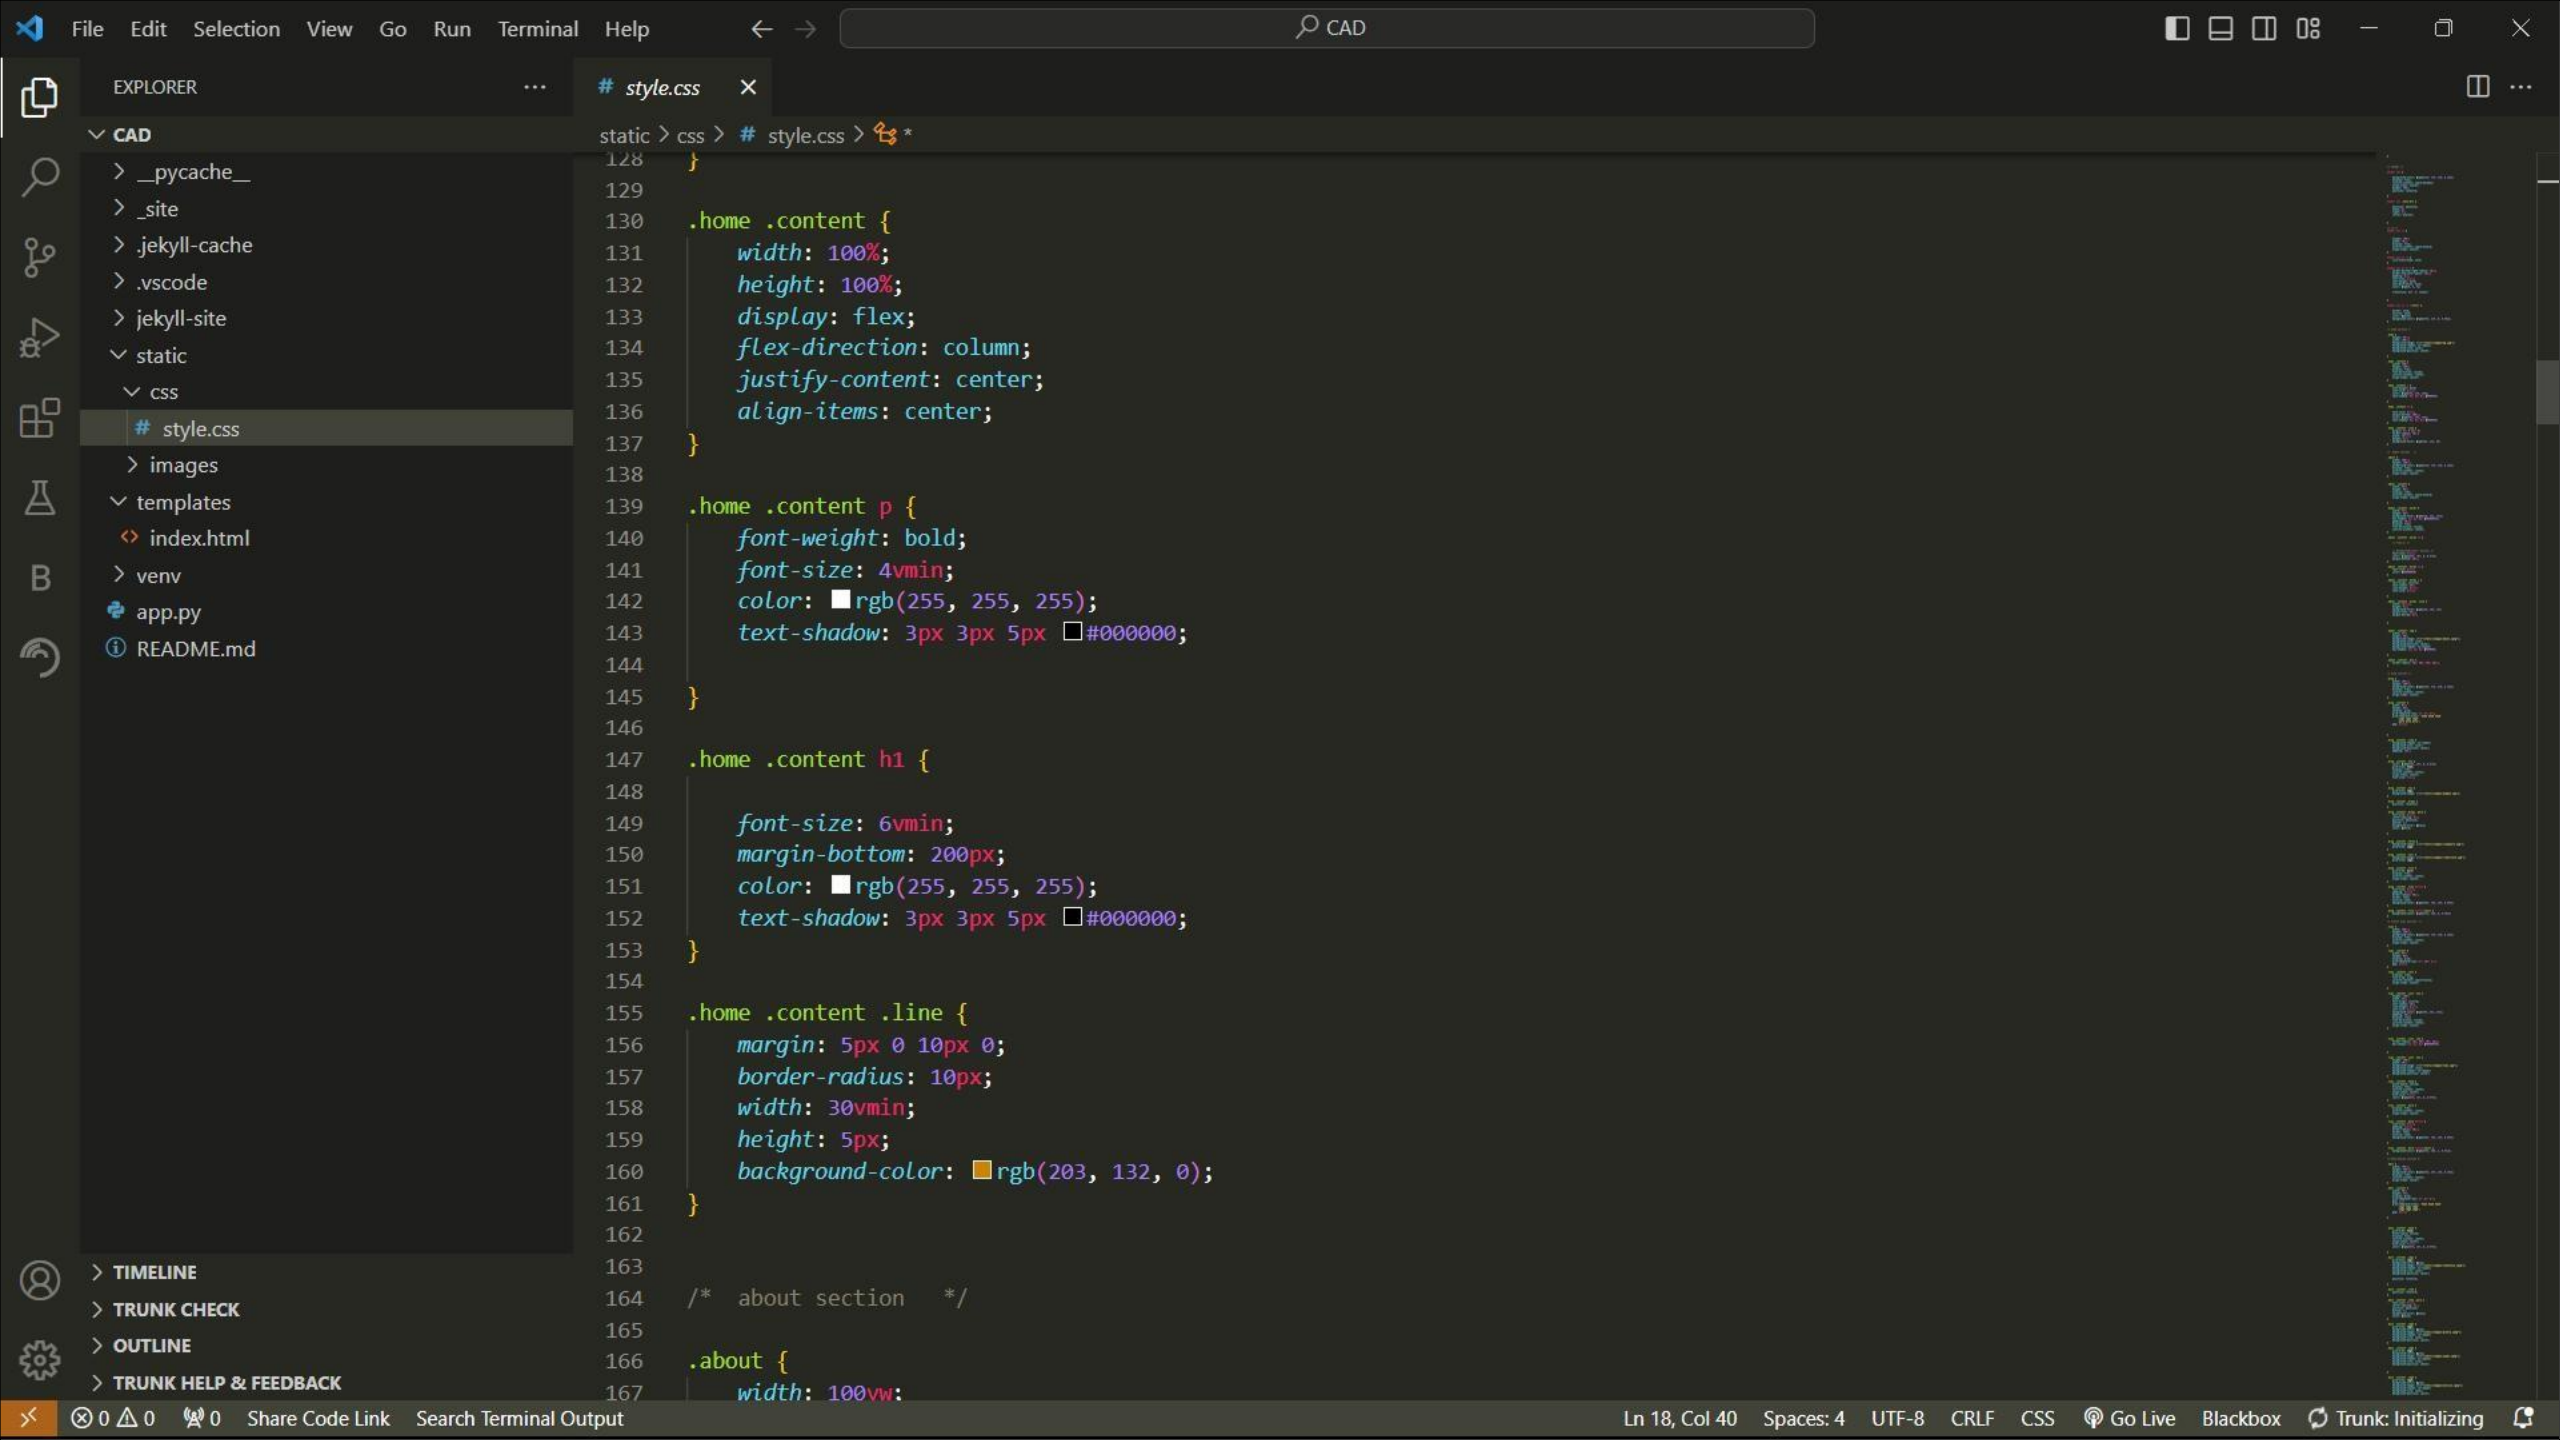 File Edit Selection View Go Run Terminal Help
CAD
EXPLORER
CAD
__pycache__
_site
.jekyll-cache
.vscode
jekyll-site
static
css
# style.css
images
templates
<> index.html
venv
app.py
README.md
TIMELINE
TRUNK CHECK
OUTLINE
TRUNK HELP & FEEDBACK
# style.css
static > css > # style.css > *
128 }
129
130 .home .content {
131 width: 100%;
132 height: 100%;
133 display: flex;
134 flex-direction: column;
135 justify-content: center;
136 align-items: center;
137 }
138
139 .home .content p {
140 font-weight: bold;
141 font-size: 4vmin;
142 color: rgb(255, 255, 255);
143 text-shadow: 3px 3px 5px #000000;
144
145 }
146
147 .home .content h1 {
148
149 font-size: 6vmin;
150 margin-bottom: 200px;
151 color: rgb(255, 255, 255);
152 text-shadow: 3px 3px 5px #000000;
153 }
154
155 .home .content .line {
156 margin: 5px 0 10px 0;
157 border-radius: 10px;
158 width: 30vmin;
159 height: 5px;
160 background-color: rgb(203, 132, 0);
161 }
162
163
164 /* about section */
165
166 .about {
167 width: 100vw;
0 0 0 Share Code Link Search Terminal Output Ln 18, Col 40 Spaces: 4 UTF-8 CRLF CSS Go Live Blackbox Trunk: Initializing